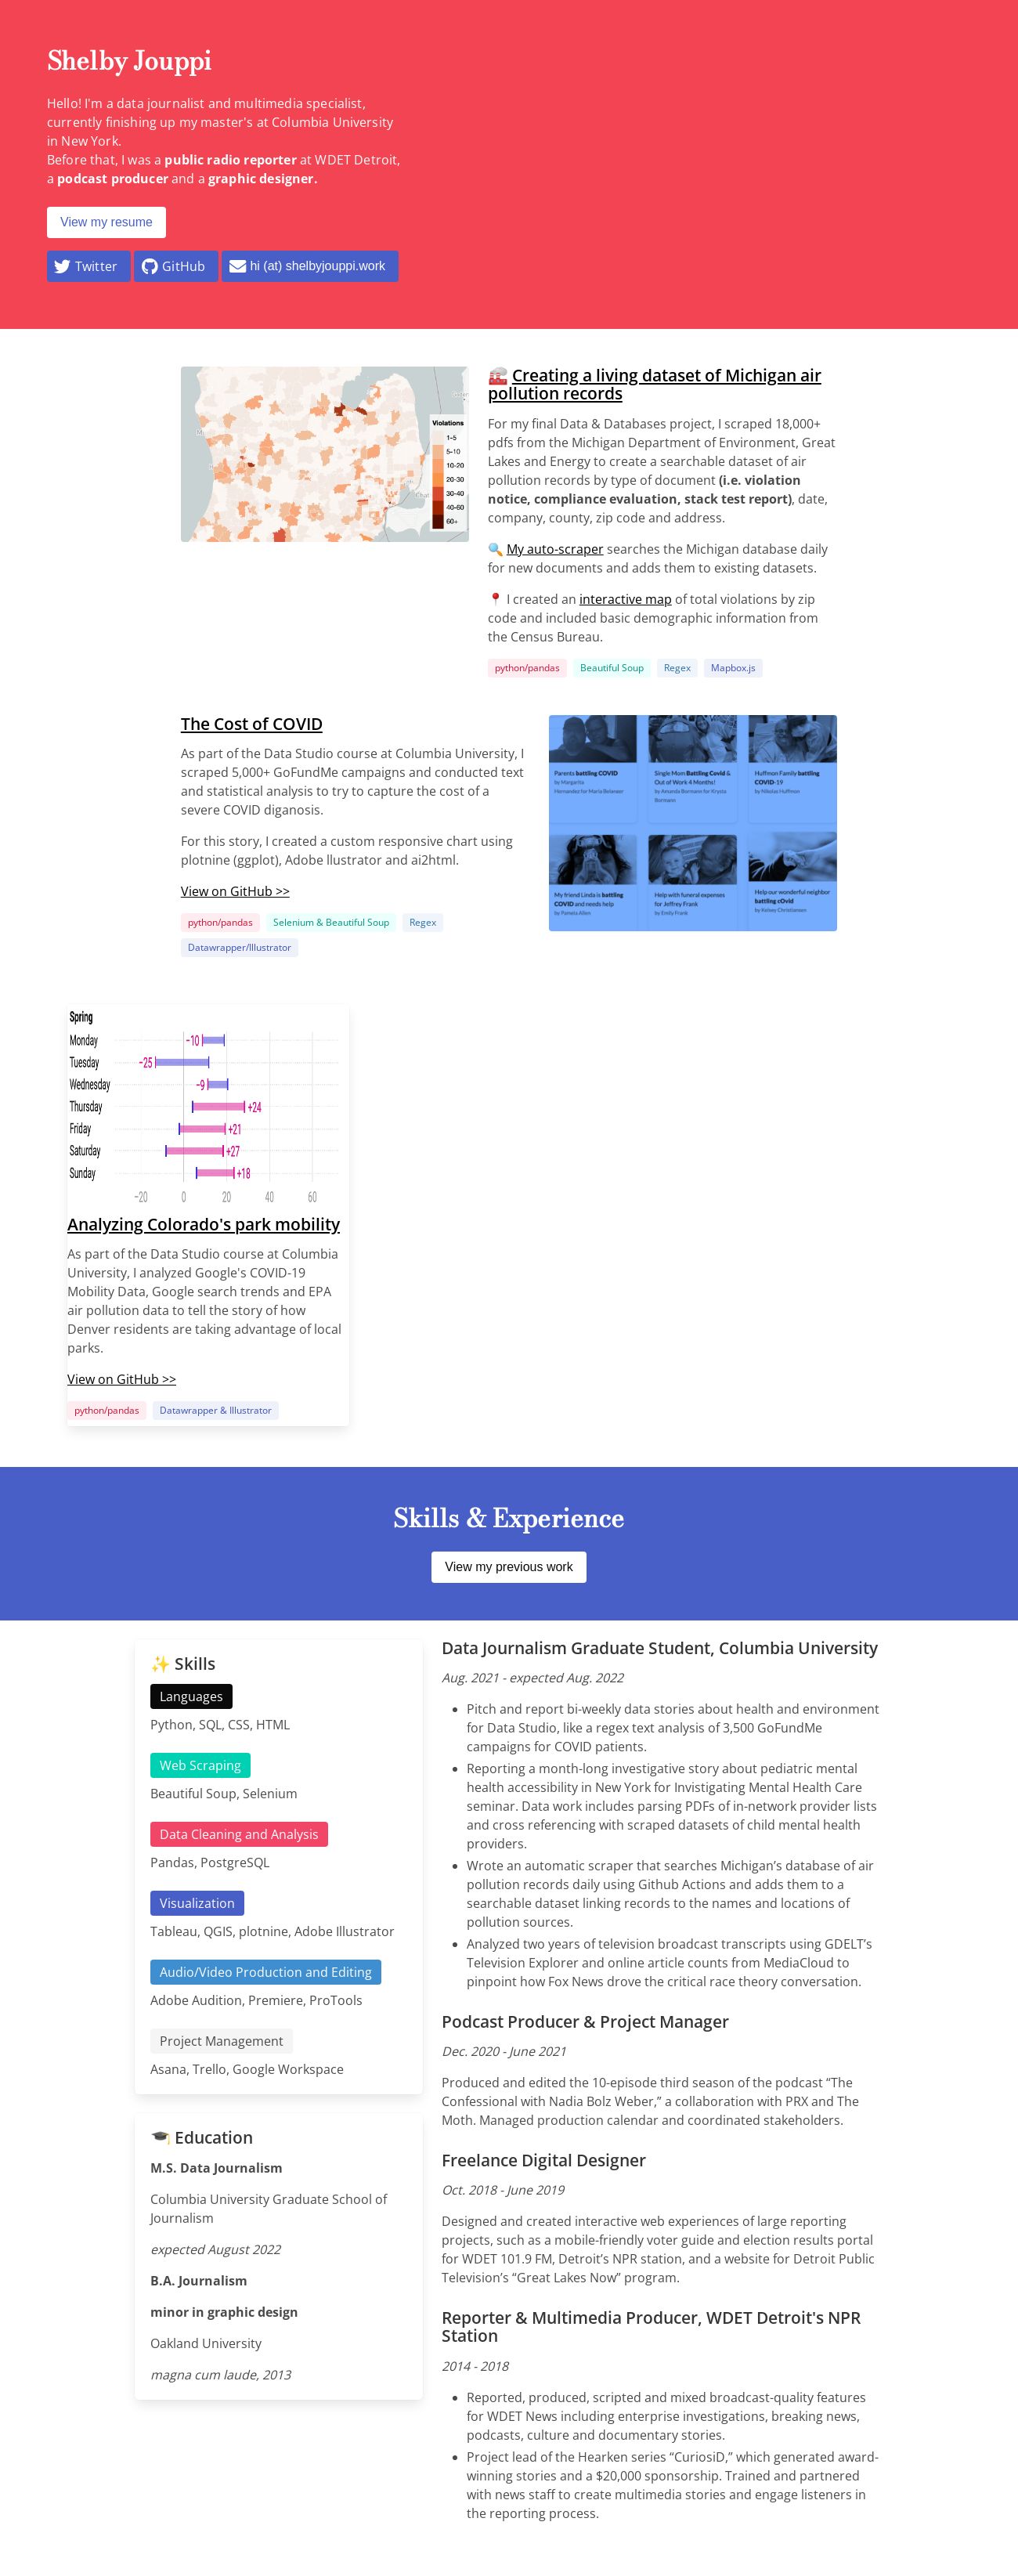 Shelby Jouppi
Hello! I'm a data journalist and multimedia specialist,
currently finishing up my master's at Columbia University
in New York.
Before that, I was a public radio reporter at WDET Detroit,
a podcast producer and a graphic designer.
View my resume
Twitter
GitHub
hi (at) shelbyjouppi.work
Violations
1-5
5-10
10-20
20-30
30-40
40-60
60+
🏭 Creating a living dataset of Michigan air
pollution records
For my final Data & Databases project, I scraped 18,000+
pdfs from the Michigan Department of Environment, Great
Lakes and Energy to create a searchable dataset of air
pollution records by type of document (i.e. violation
notice, compliance evaluation, stack test report), date,
company, county, zip code and address.
🔍 My auto-scraper searches the Michigan database daily
for new documents and adds them to existing datasets.
📍 I created an interactive map of total violations by zip
code and included basic demographic information from
the Census Bureau.
python/pandas
Beautiful Soup
Regex
Mapbox.js
The Cost of COVID
As part of the Data Studio course at Columbia University, I
scraped 5,000+ GoFundMe campaigns and conducted text
and statistical analysis to try to capture the cost of a
severe COVID diganosis.
For this story, I created a custom responsive chart using
plotnine (ggplot), Adobe llustrator and ai2html.
View on GitHub >>
python/pandas
Selenium & Beautiful Soup
Regex
Datawrapper/Illustrator
Parents battling COVID
by Margarita
Hernandez for Maria Belawer
Single Mom Battling Covid &
Out of Work 4 Months!
by Amanda Bormann for Krysta
Bormann
Huffmon Family battling
COVID-19
by Nikolas Huffmon
My friend Linda is battling
COVID and needs help
by Pamela Allen
Help with funeral expenses
for Jeffrey Frank
by Emily Frank
Help our wonderful neighbor
battling cOvid
by Kelsey Christiansen
Spring
Monday
-10
Tuesday
-25
Wednesday
-9
Thursday
+24
Friday
+21
Saturday
+27
Sunday
+18
-20 0 20 40 60
Analyzing Colorado's park mobility
As part of the Data Studio course at Columbia
University, I analyzed Google's COVID-19
Mobility Data, Google search trends and EPA
air pollution data to tell the story of how
Denver residents are taking advantage of local
parks.
View on GitHub >>
python/pandas
Datawrapper & Illustrator
Skills & Experience
View my previous work
✨ Skills
Languages
Python, SQL, CSS, HTML
Web Scraping
Beautiful Soup, Selenium
Data Cleaning and Analysis
Pandas, PostgreSQL
Visualization
Tableau, QGIS, plotnine, Adobe Illustrator
Audio/Video Production and Editing
Adobe Audition, Premiere, ProTools
Project Management
Asana, Trello, Google Workspace
🎓 Education
M.S. Data Journalism
Columbia University Graduate School of
Journalism
expected August 2022
B.A. Journalism
minor in graphic design
Oakland University
magna cum laude, 2013
Data Journalism Graduate Student, Columbia University
Aug. 2021 - expected Aug. 2022
• Pitch and report bi-weekly data stories about health and environment
for Data Studio, like a regex text analysis of 3,500 GoFundMe
campaigns for COVID patients.
• Reporting a month-long investigative story about pediatric mental
health accessibility in New York for Invistigating Mental Health Care
seminar. Data work includes parsing PDFs of in-network provider lists
and cross referencing with scraped datasets of child mental health
providers.
• Wrote an automatic scraper that searches Michigan’s database of air
pollution records daily using Github Actions and adds them to a
searchable dataset linking records to the names and locations of
pollution sources.
• Analyzed two years of television broadcast transcripts using GDELT’s
Television Explorer and online article counts from MediaCloud to
pinpoint how Fox News drove the critical race theory conversation.
Podcast Producer & Project Manager
Dec. 2020 - June 2021
Produced and edited the 10-episode third season of the podcast “The
Confessional with Nadia Bolz Weber,” a collaboration with PRX and The
Moth. Managed production calendar and coordinated stakeholders.
Freelance Digital Designer
Oct. 2018 - June 2019
Designed and created interactive web experiences of large reporting
projects, such as a mobile-friendly voter guide and election results portal
for WDET 101.9 FM, Detroit’s NPR station, and a website for Detroit Public
Television’s “Great Lakes Now” program.
Reporter & Multimedia Producer, WDET Detroit's NPR
Station
2014 - 2018
• Reported, produced, scripted and mixed broadcast-quality features
for WDET News including enterprise investigations, breaking news,
podcasts, culture and documentary stories.
• Project lead of the Hearken series “CuriosiD,” which generated award-
winning stories and a $20,000 sponsorship. Trained and partnered
with news staff to create multimedia stories and engage listeners in
the reporting process.